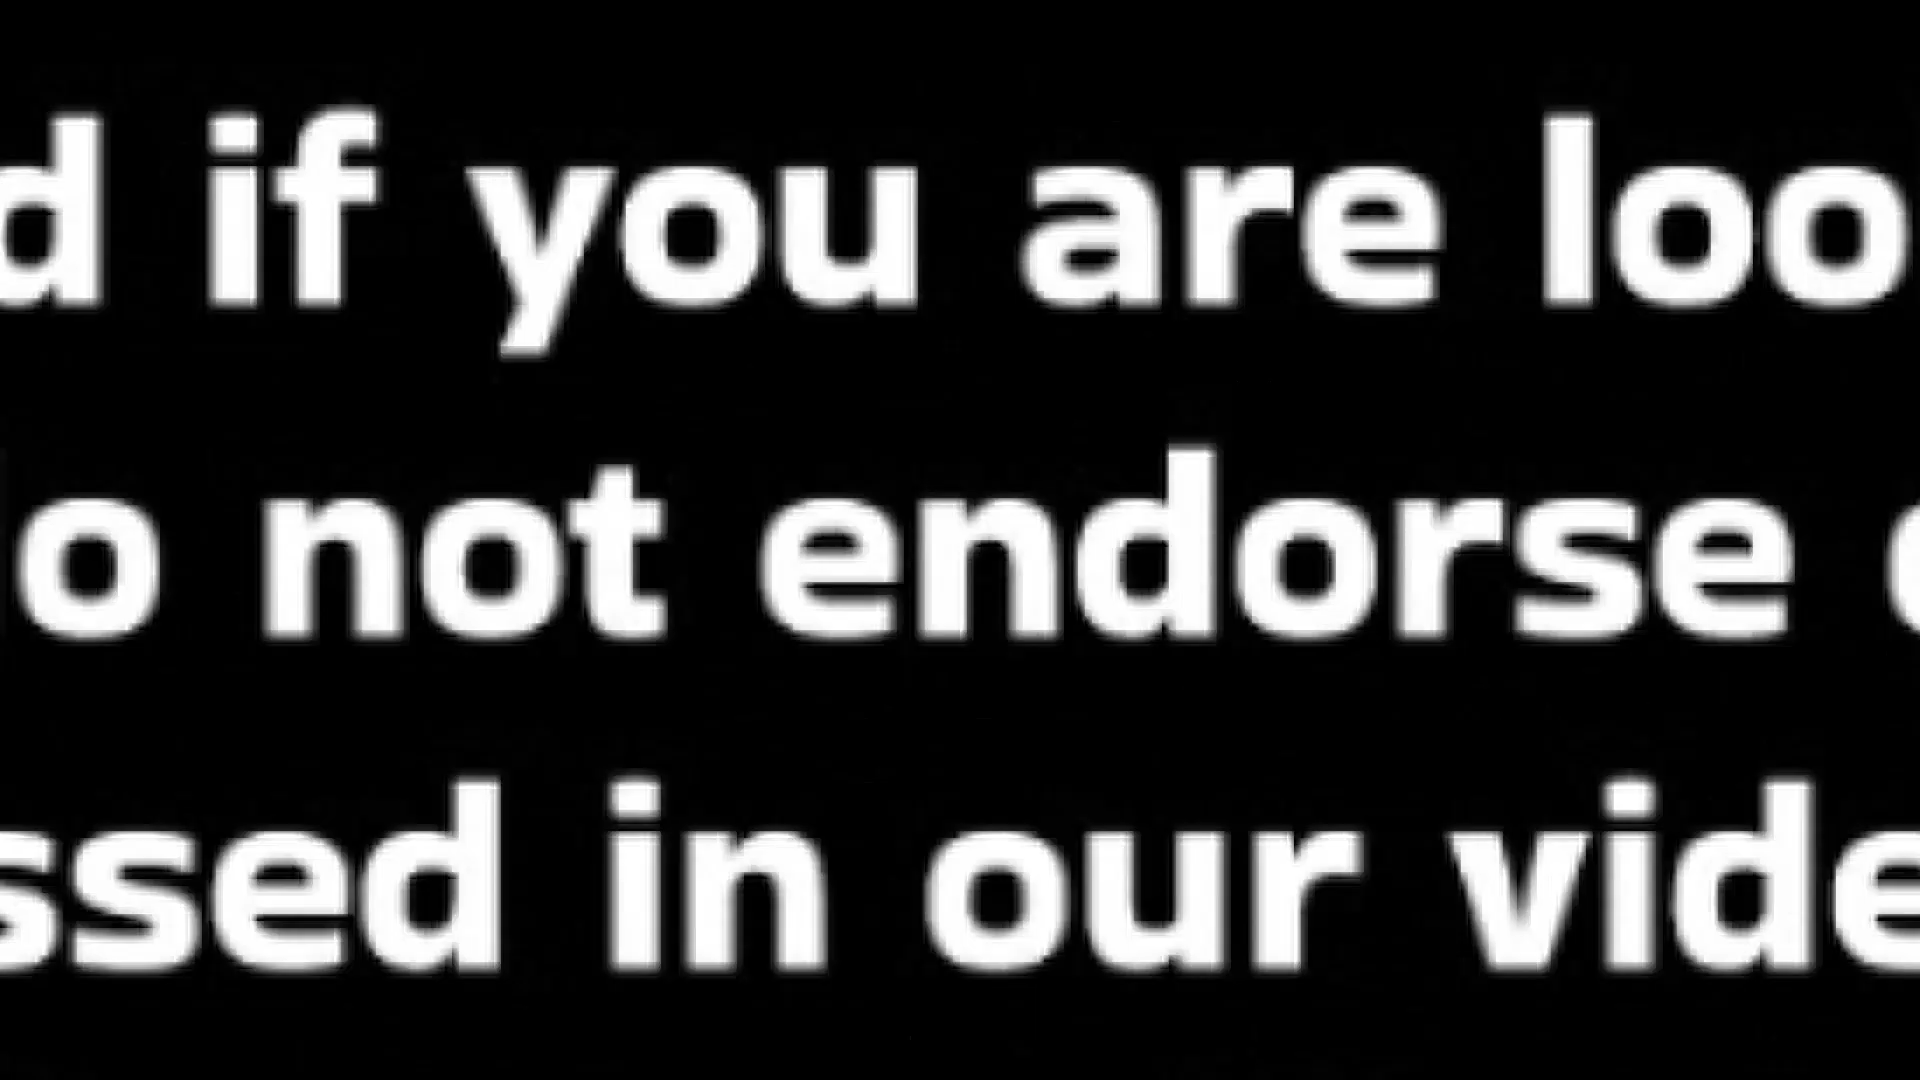 d if you are loo
o not endorse
ssed in our vide